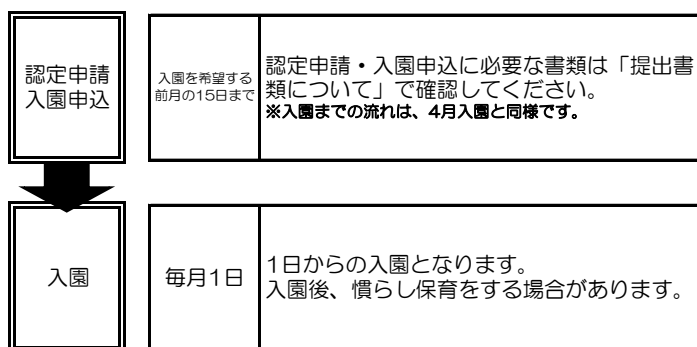 認定申請
入園申込
入園を希望する
前月の15日まで
認定申請・入園申込に必要な書類は「提出書
類について」で確認してください。
※入園までの流れは、4月入園と同様です。
入園
毎月1日
1日からの入園となります。
入園後、慣らし保育をする場合があります。